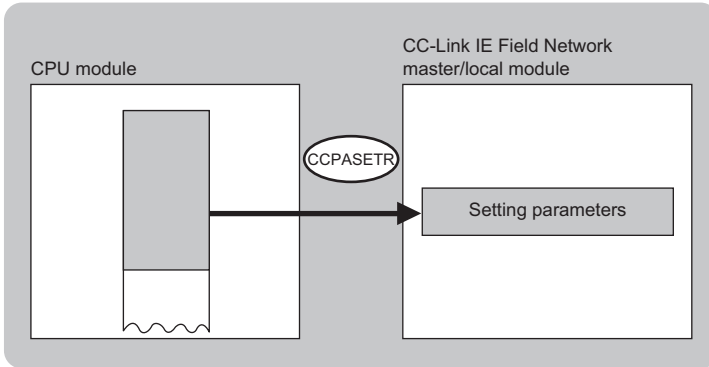 CPU module
CC-Link IE Field Network
master/local module
CCPASETR
Setting parameters